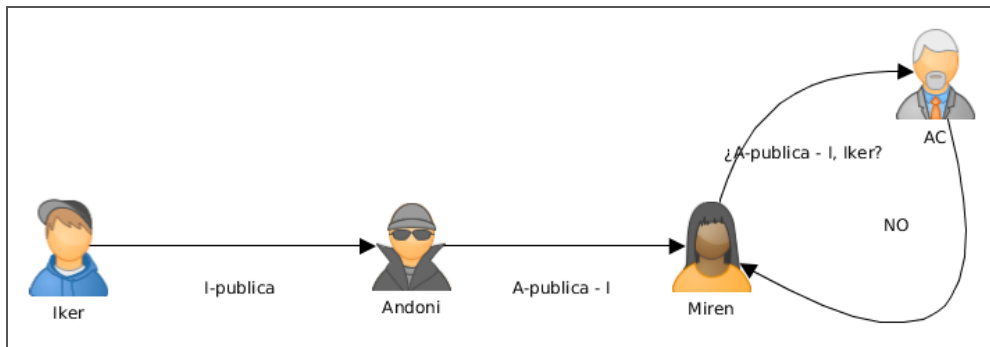 AC
¿A-publica - I, Iker?
NO
I-publica
A-publica - I
Iker
Andoni
Miren